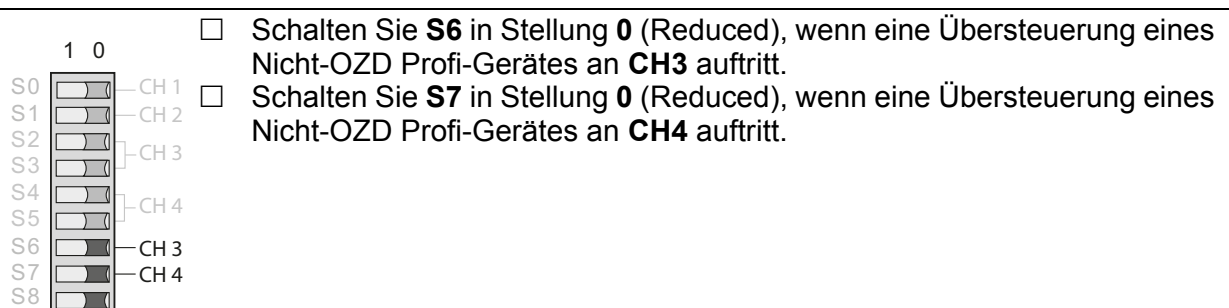 ☐ Schalten Sie S6 in Stellung 0 (Reduced), wenn eine Übersteuerung eines
Nicht-OZD Profi-Gerätes an CH3 auftritt.
☐ Schalten Sie S7 in Stellung 0 (Reduced), wenn eine Übersteuerung eines
Nicht-OZD Profi-Gerätes an CH4 auftritt.
1 0
S0 CH 1
S1 CH 2
S2
CH 3
S3
S4
CH 4
S5
S6 CH 3
S7 CH 4
S8